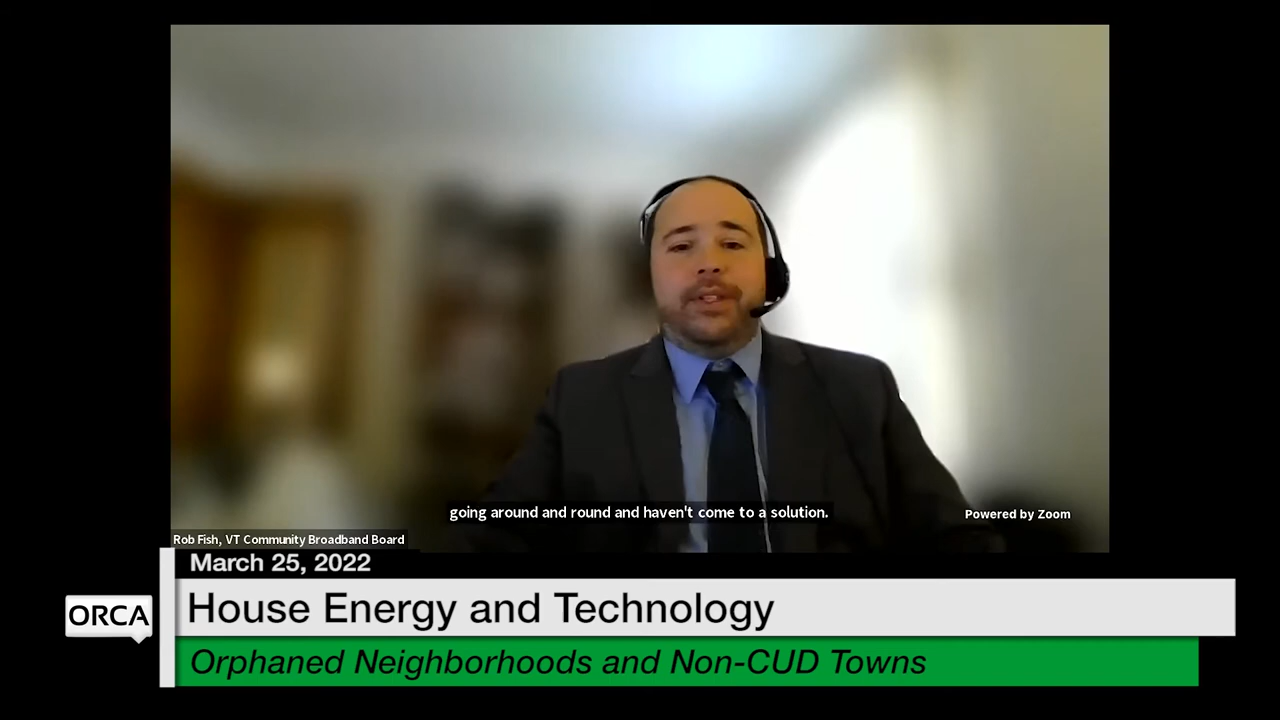 going around and round and haven't come to a solution.
Powered by Zoom
Rob Fish, VT Community Broadband Board
March 25, 2022
ORCA
House Energy and Technology
Orphaned Neighborhoods and Non-CUD Towns